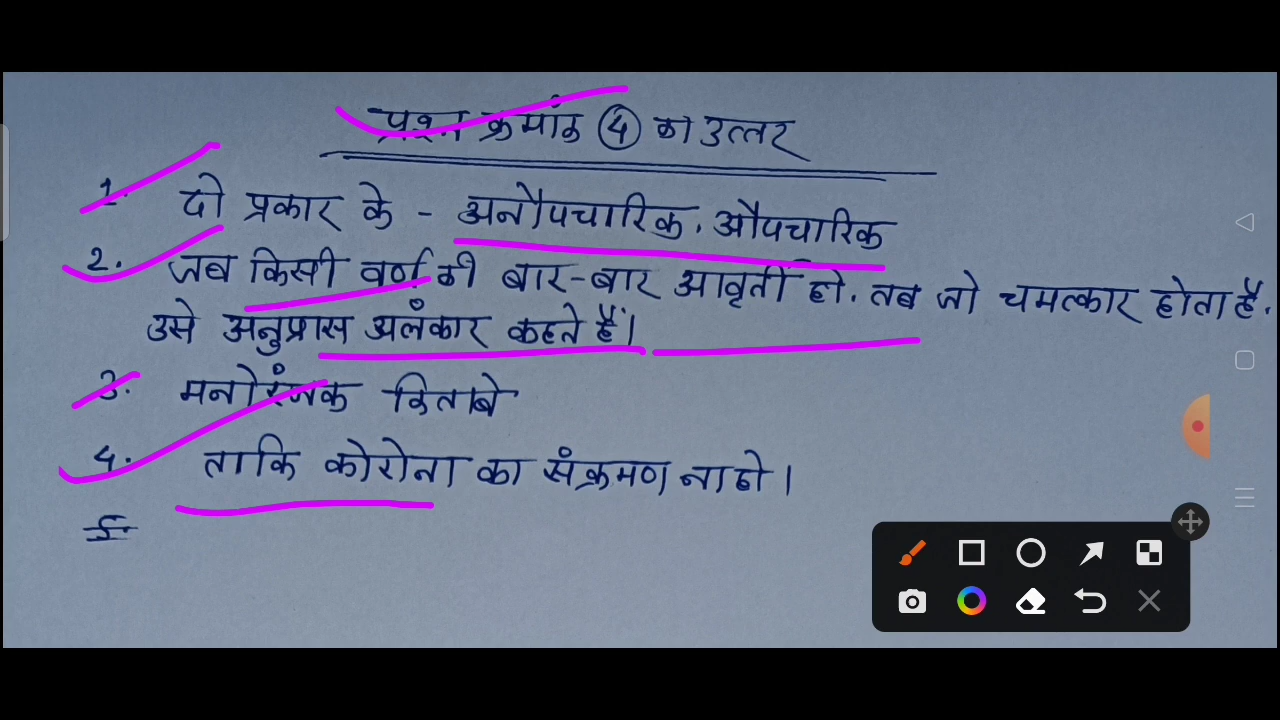 प्रश्न क्रमांक ④ का उत्तर
1. दो प्रकार के - अनौपचारिक, औपचारिक
2. जब किसी वर्ण की बार-बार आवृर्ती हो. तब जो चमत्कार होता है.
उसे अनुप्रास अलंकार कहते हैं।
3. मनोरंजक किताबे
4. ताकि कोरोना का संक्रमण ना हो।